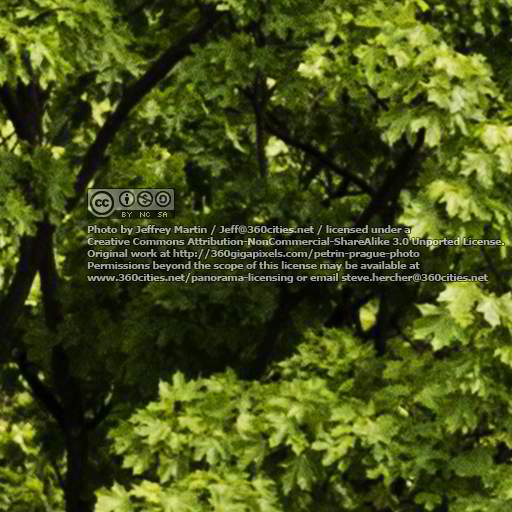 cc
BY NC SA
Photo by Jeffrey Martin / Jeff@360cities.net / licensed under a
Creative Commons Attribution-NonCommercial-ShareAlike 3.0 Unported License.
Original work at http://360gigapixels.com/petrin-prague-photo
Permissions beyond the scope of this license may be available at
www.360cities.net/panorama-licensing or email steve.hercher@360cities.net